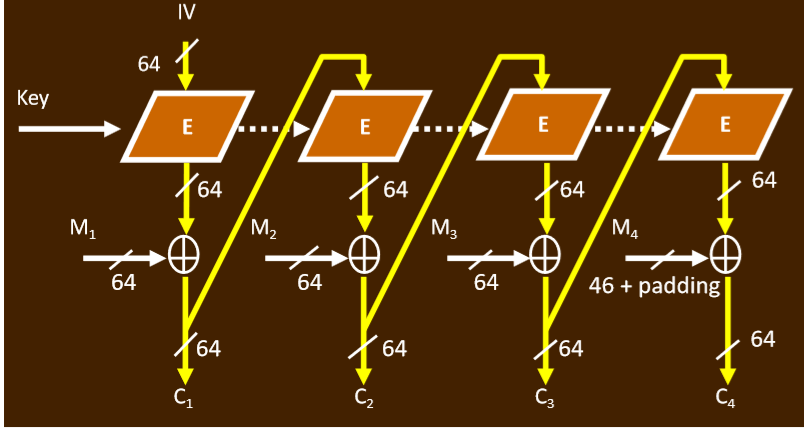 IV
64
Key
E E E E
64 64 64 64
M₁ M₂ M₃ M₄
64 64 64 46 + padding
64 64 64 64
C₁ C₂ C₃ C₄